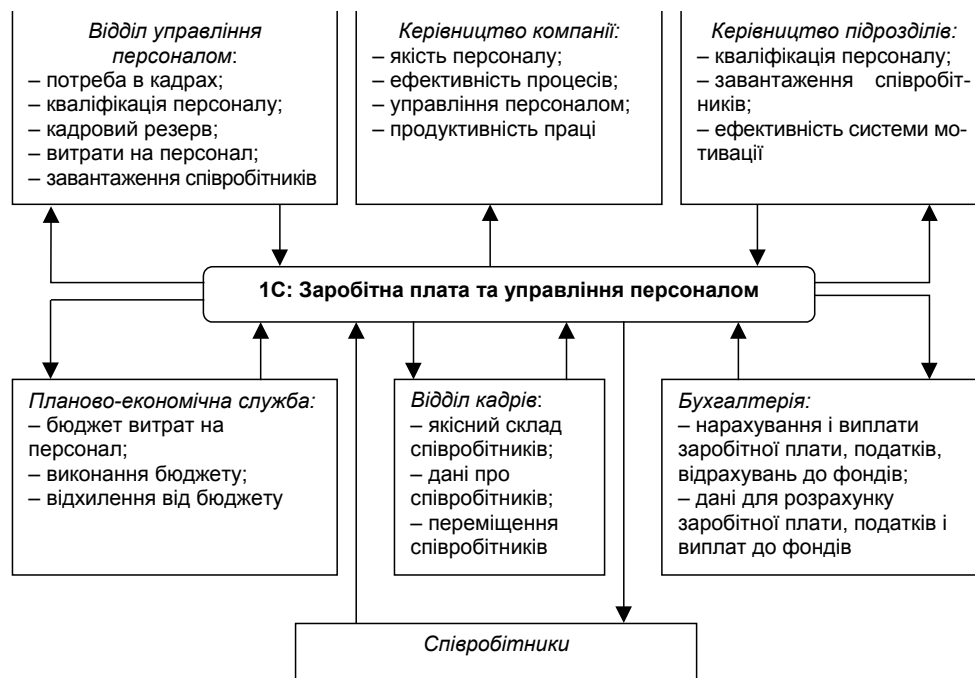 Відділ управління
персоналом:
– потреба в кадрах;
– кваліфікація персоналу;
– кадровий резерв;
– витрати на персонал;
– завантаження співробітників
Керівництво компанії:
– якість персоналу;
– ефективність процесів;
– управління персоналом;
– продуктивність праці
Керівництво підрозділів:
– кваліфікація персоналу;
– завантаження співробіт-
ників;
– ефективність системи мо-
тивації
1С: Заробітна плата та управління персоналом
Планово-економічна служба:
– бюджет витрат на
персонал;
– виконання бюджету;
– відхилення від бюджету
Відділ кадрів:
– якісний склад
співробітників;
– дані про
співробітників;
– переміщення
співробітників
Бухгалтерія:
– нарахування і виплати
заробітної плати, податків,
відрахувань до фондів;
– дані для розрахунку
заробітної плати, податків і
виплат до фондів
Співробітники